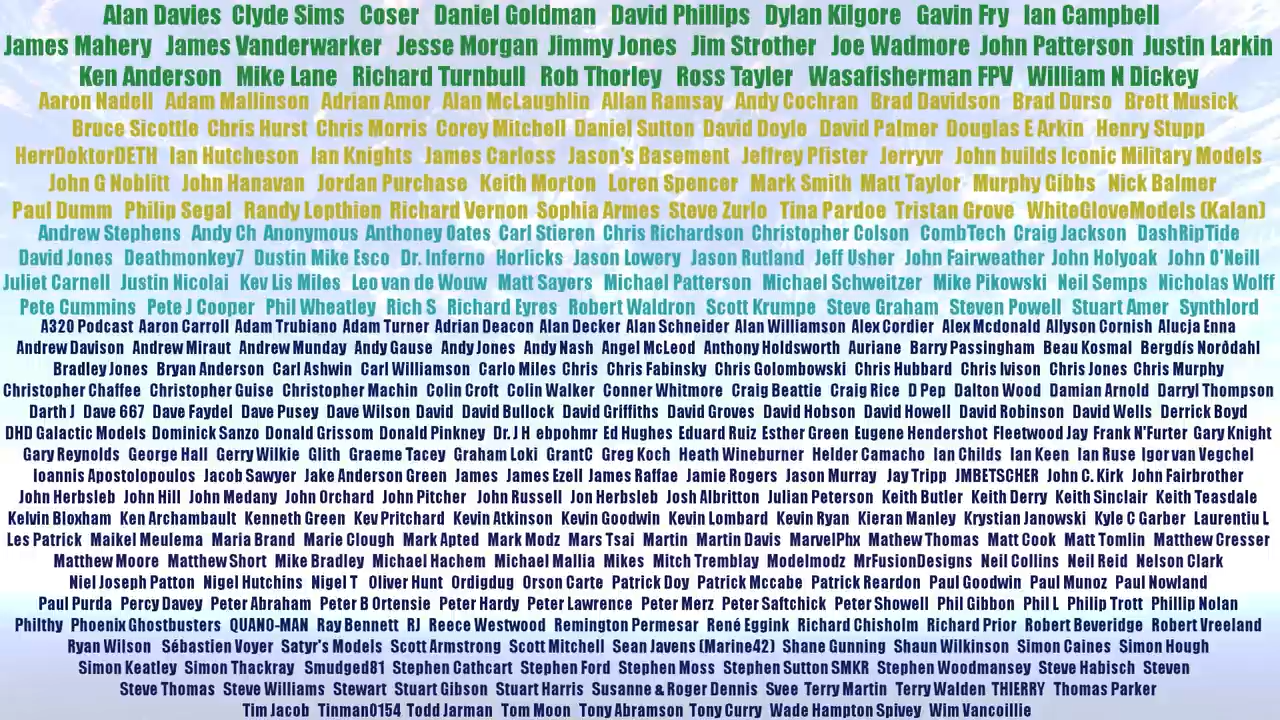 Alan Davies Clyde Sims Coser Daniel Goldman David Phillips Dylan Kilgore Gavin Fry Ian Campbell
James Mahery James Vanderwarker Jesse Morgan Jimmy Jones Jim Strother Joe Wadmore John Patterson Justin Larkin
Ken Anderson Mike Lane Richard Turnbull Rob Thorley Ross Tayler Wasafisherman FPV William N Dickey
Aaron Nadell Adam Mallinson Adrian Amor Alan McLaughlin Allan Ramsay Andy Cochran Brad Davidson Brad Durso Brett Musick
Bruce Sicottle Chris Hurst Chris Morris Corey Mitchell Daniel Sutton David Doyle David Palmer Douglas E Arkin Henry Stupp
HerrDoktorDETH Ian Hutcheson Ian Knights James Carloss Jason's Basement Jeffrey Pfister Jerryvr John builds Iconic Military Models
John G Noblitt John Hanavan Jordan Purchase Keith Morton Loren Spencer Mark Smith Matt Taylor Murphy Gibbs Nick Balmer
Paul Dumm Philip Segal Randy Lepthien Richard Vernon Sophia Armes Steve Zurlo Tina Pardoe Tristan Grove WhiteGloveModels (Kalan)
Andrew Stephens Andy Ch Anonymous Anthoney Oates Carl Stieren Chris Richardson Christopher Colson CombTech Craig Jackson DashRipTide
David Jones Deathmonkey7 Dustin Mike Esco Dr. Inferno Horlicks Jason Lowery Jason Rutland Jeff Usher John Fairweather John Holyoak John O'Neill
Juliet Carnell Justin Nicolai Kev Lis Miles Leo van de Wouw Matt Sayers Michael Patterson Michael Schweitzer Mike Pikowski Neil Semps Nicholas Wolff
Pete Cummins Pete J Cooper Phil Wheatley Rich S Richard Eyres Robert Waldron Scott Krumpe Steve Graham Steven Powell Stuart Amer Synthlord
A320 Podcast Aaron Carroll Adam Trubiano Adam Turner Adrian Deacon Alan Decker Alan Schneider Alan Williamson Alex Cordier Alex Mcdonald Allyson Cornish Alucja Enna
Andrew Davison Andrew Miraut Andrew Munday Andy Gause Andy Jones Andy Nash Angel McLeod Anthony Holdsworth Auriane Barry Passingham Beau Kosmal Bergdís Norðdahl
Bradley Jones Bryan Anderson Carl Ashwin Carl Williamson Carlo Miles Chris Chris Fabinsky Chris Golombowski Chris Hubbard Chris Ivison Chris Jones Chris Murphy
Christopher Chaffee Christopher Guise Christopher Machin Colin Croft Colin Walker Conner Whitmore Craig Beattie Craig Rice D Pep Dalton Wood Damian Arnold Darryl Thompson
Darth J Dave 667 Dave Faydel Dave Pusey Dave Wilson David David Bullock David Griffiths David Groves David Hobson David Howell David Robinson David Wells Derrick Boyd
DHD Galactic Models Dominick Sanzo Donald Grissom Donald Pinkney Dr. J H ebpohmr Ed Hughes Eduard Ruiz Esther Green Eugene Hendershot Fleetwood Jay Frank N'Furter Gary Knight
Gary Reynolds George Hall Gerry Wilkie Glith Graeme Tacey Graham Loki GrantC Greg Koch Heath Wineburner Helder Camacho Ian Childs Ian Keen Ian Ruse Igor van Vegchel
Ioannis Apostolopoulos Jacob Sawyer Jake Anderson Green James James Ezell James Raffae Jamie Rogers Jason Murray Jay Tripp JMBETSCHER John C. Kirk John Fairbrother
John Herbsleb John Hill John Medany John Orchard John Pitcher John Russell Jon Herbsleb Josh Albritton Julian Peterson Keith Butler Keith Derry Keith Sinclair Keith Teasdale
Kelvin Bloxham Ken Archambault Kenneth Green Kev Pritchard Kevin Atkinson Kevin Goodwin Kevin Lombard Kevin Ryan Kieran Manley Krystian Janowski Kyle C Garber Laurentiu L
Les Patrick Maikel Meulema Maria Brand Marie Clough Mark Apted Mark Modz Mars Tsai Martin Martin Davis MarvelPhx Mathew Thomas Matt Cook Matt Tomlin Matthew Cresser
Matthew Moore Matthew Short Mike Bradley Michael Hachem Michael Mallia Mikes Mitch Tremblay Modelmodz MrFusionDesigns Neil Collins Neil Reid Nelson Clark
Niel Joseph Patton Nigel Hutchins Nigel T Oliver Hunt Ordigdug Orson Carte Patrick Doy Patrick Mccabe Patrick Reardon Paul Goodwin Paul Munoz Paul Nowland
Paul Purda Percy Davey Peter Abraham Peter B Ortensie Peter Hardy Peter Lawrence Peter Merz Peter Saftchick Peter Showell Phil Gibbon Phil L Philip Trott Phillip Nolan
Philthy Phoenix Ghostbusters QUANO-MAN Ray Bennett RJ Reece Westwood Remington Permesar René Eggink Richard Chisholm Richard Prior Robert Beveridge Robert Vreeland
Ryan Wilson Sébastien Voyer Satyr's Models Scott Armstrong Scott Mitchell Sean Javens (Marine42) Shane Gunning Shaun Wilkinson Simon Caines Simon Hough
Simon Keatley Simon Thackray Smudged81 Stephen Cathcart Stephen Ford Stephen Moss Stephen Sutton SMKR Stephen Woodmansey Steve Habisch Steven
Steve Thomas Steve Williams Stewart Stuart Gibson Stuart Harris Susanne & Roger Dennis Svee Terry Martin Terry Walden THIERRY Thomas Parker
Tim Jacob Tinman0154 Todd Jarman Tom Moon Tony Abramson Tony Curry Wade Hampton Spivey Wim Vancoillie